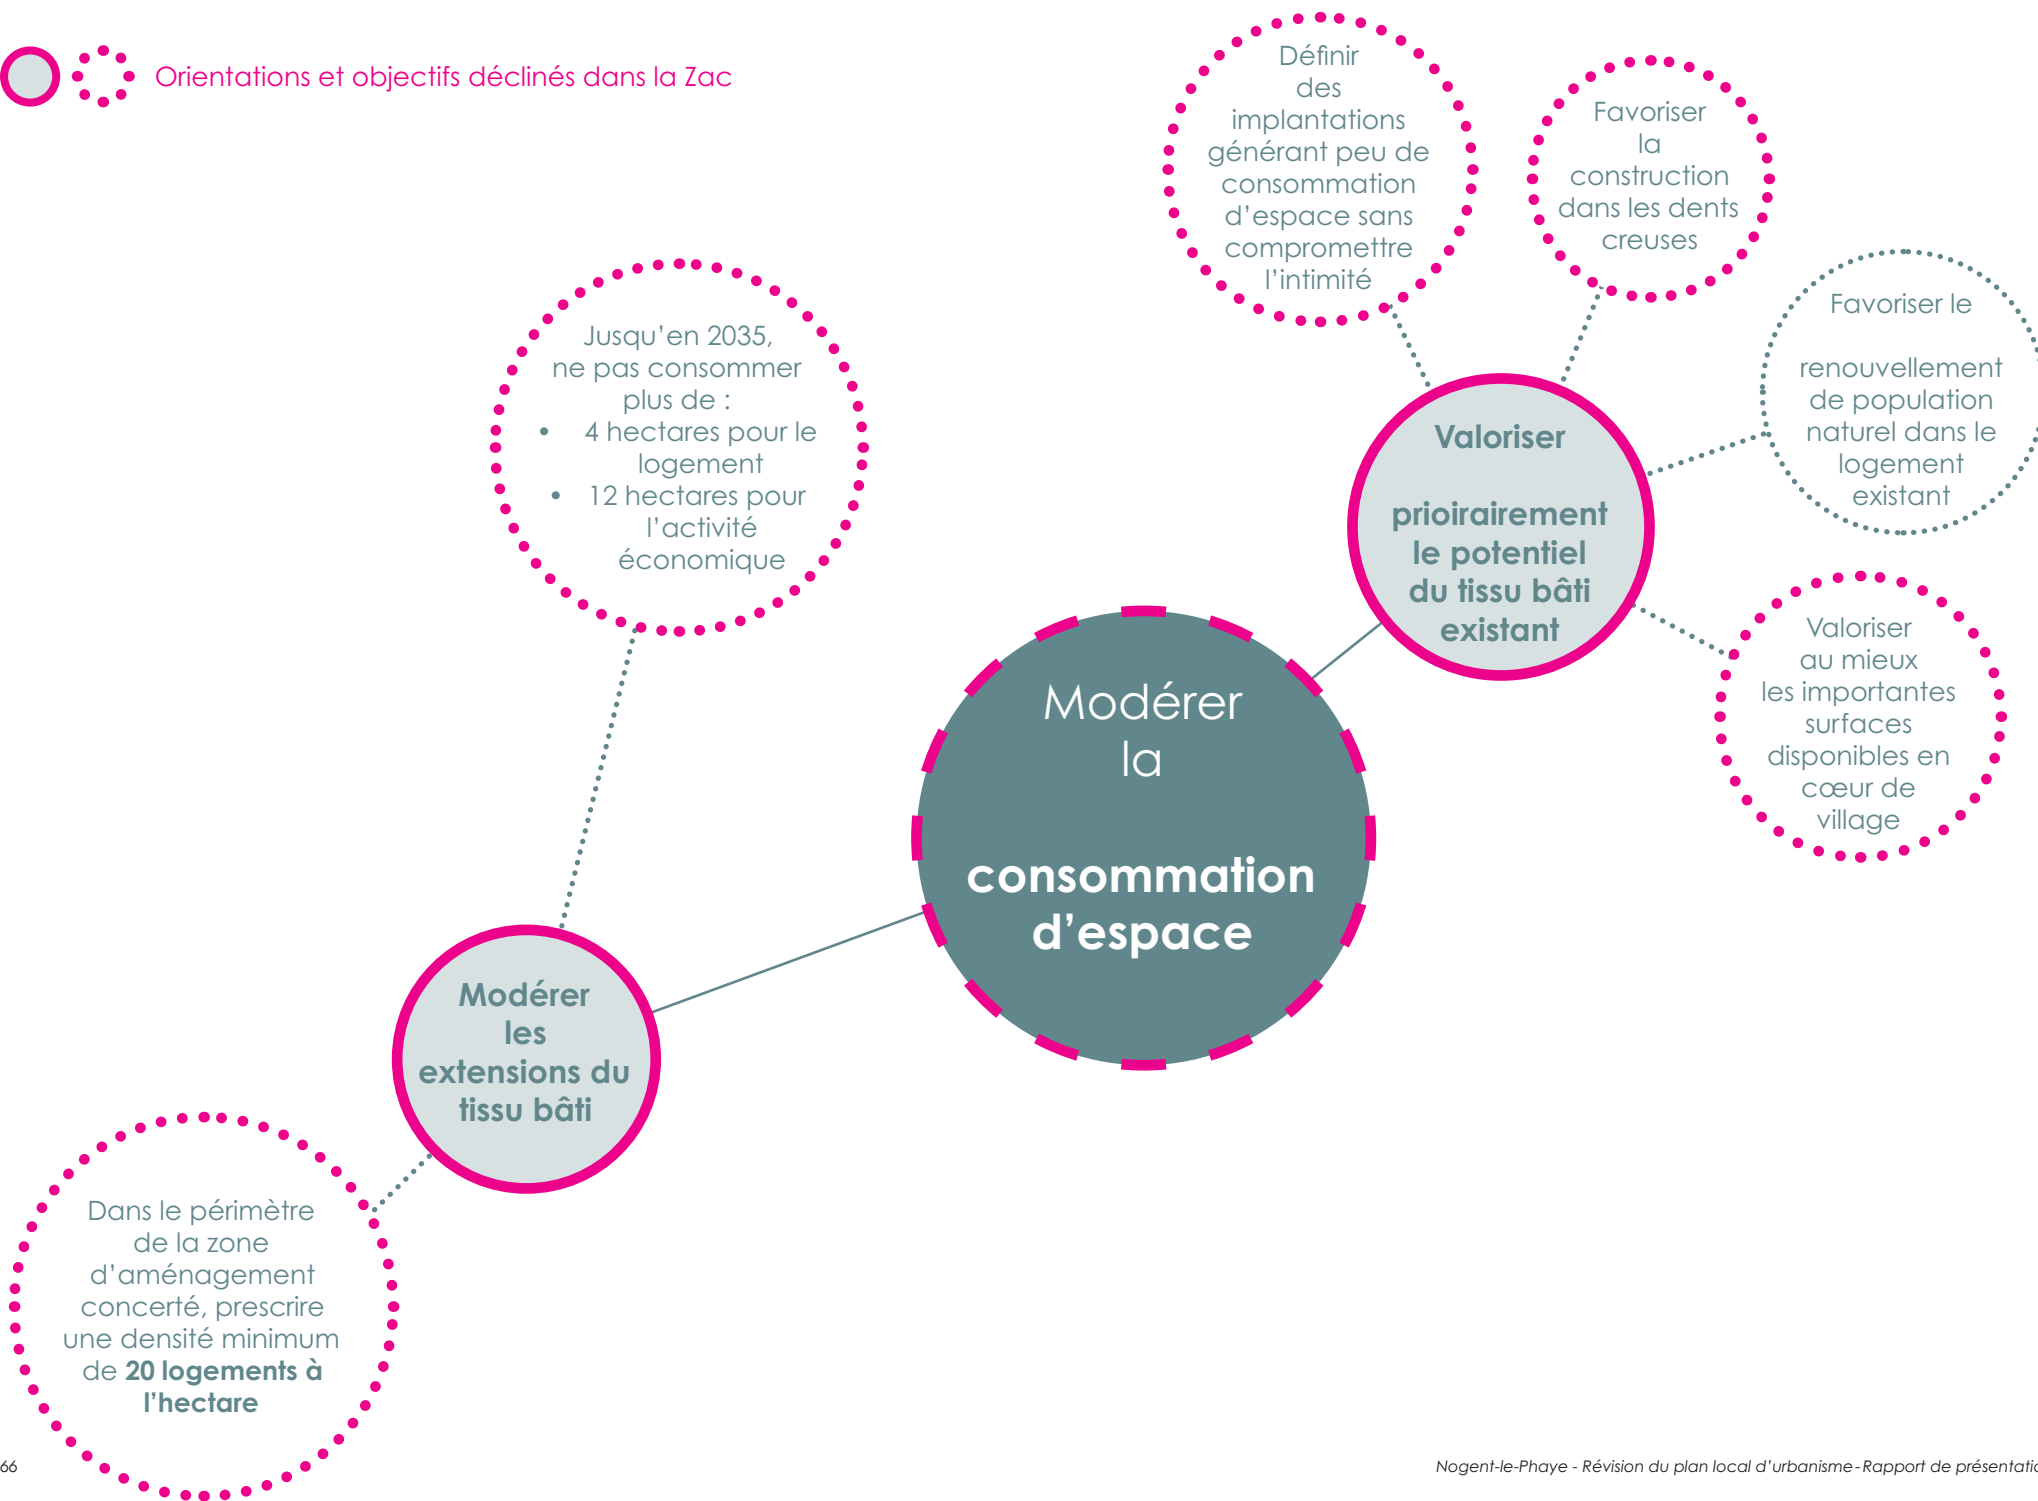 Orientations et objectifs déclinés dans la Zac
Définir
des
implantations
générant peu de
consommation
d’espace sans
compromettre
l’intimité
Favoriser
la
construction
dans les dents
creuses
Favoriser le
renouvellement
de population
naturel dans le
logement
existant
Jusqu’en 2035,
ne pas consommer
plus de :
• 4 hectares pour le
logement
• 12 hectares pour
l’activité
économique
Valoriser
prioirairement
le potentiel
du tissu bâti
existant
Valoriser
au mieux
les importantes
surfaces
disponibles en
cœur de
village
Modérer
la
consommation
d’espace
Modérer
les
extensions du
tissu bâti
Dans le périmètre
de la zone
d’aménagement
concerté, prescrire
une densité minimum
de 20 logements à
l’hectare
66
Nogent-le-Phaye - Révision du plan local d’urbanisme - Rapport de présentatio